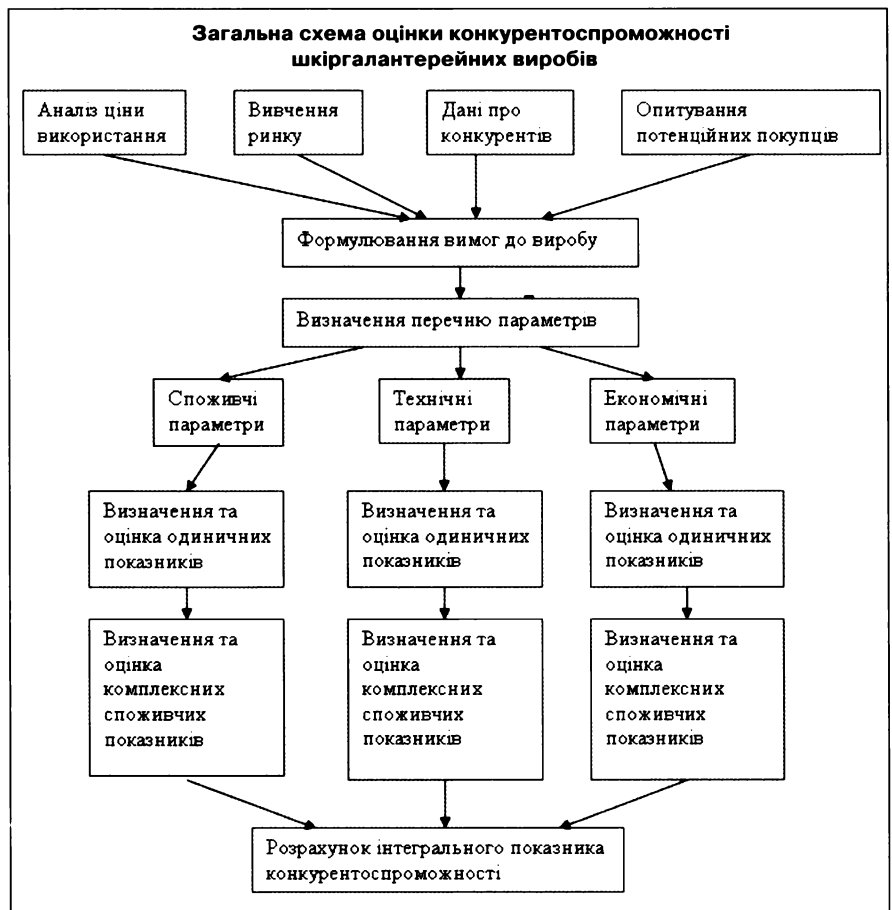 Загальна схема оцінки конкурентоспроможності
шкіргалантерейних виробів
Аналіз ціни
використання
Вивчення
ринку
Дані про
конкурентів
Опитування
потенційних покупців
Формулювання вимог до виробу
Визначення перечню параметрів
Споживчі
параметри
Технічні
параметри
Економічні
параметри
Визначення та
оцінка одиничних
показників
Визначення та
оцінка одиничних
показників
Визначення та
оцінка одиничних
показників
Визначення та
оцінка
комплексних
споживчих
показників
Визначення та
оцінка
комплексних
споживчих
показників
Визначення та
оцінка
комплексних
споживчих
показників
Розрахунок інтегрального показника
конкурентоспроможності